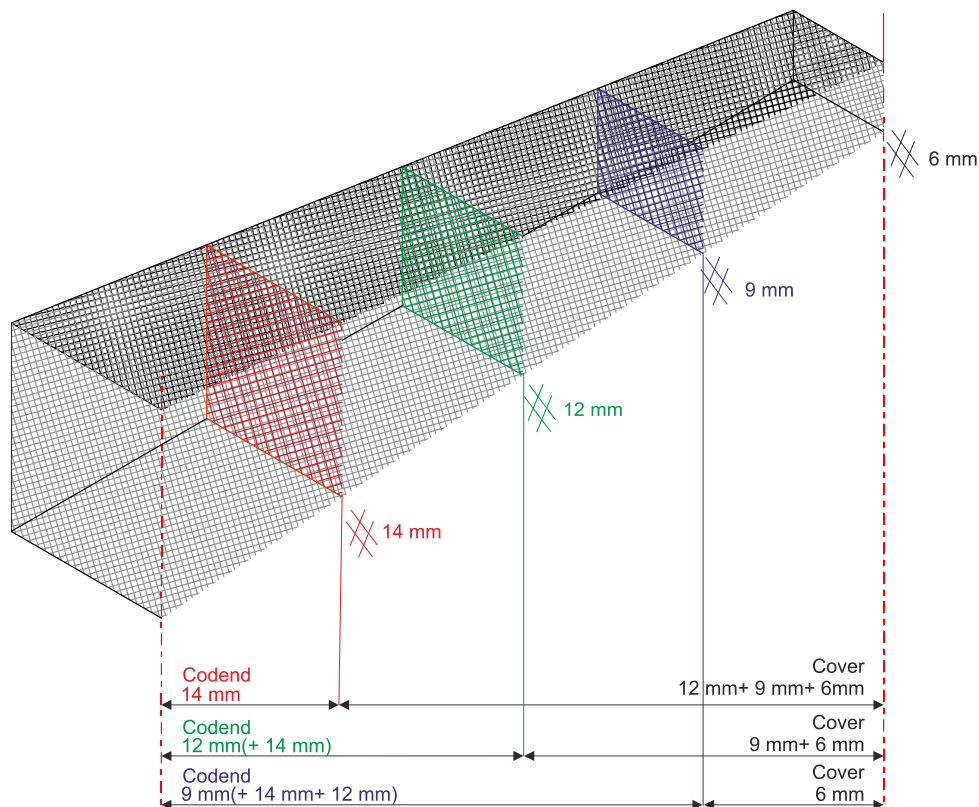 6 mm
9 mm
12 mm
14 mm
Codend
14 mm
Cover
12 mm+ 9 mm+ 6mm
Codend
12 mm(+ 14 mm)
Cover
9 mm+ 6 mm
Codend
9 mm(+ 14 mm+ 12 mm)
Cover
6 mm